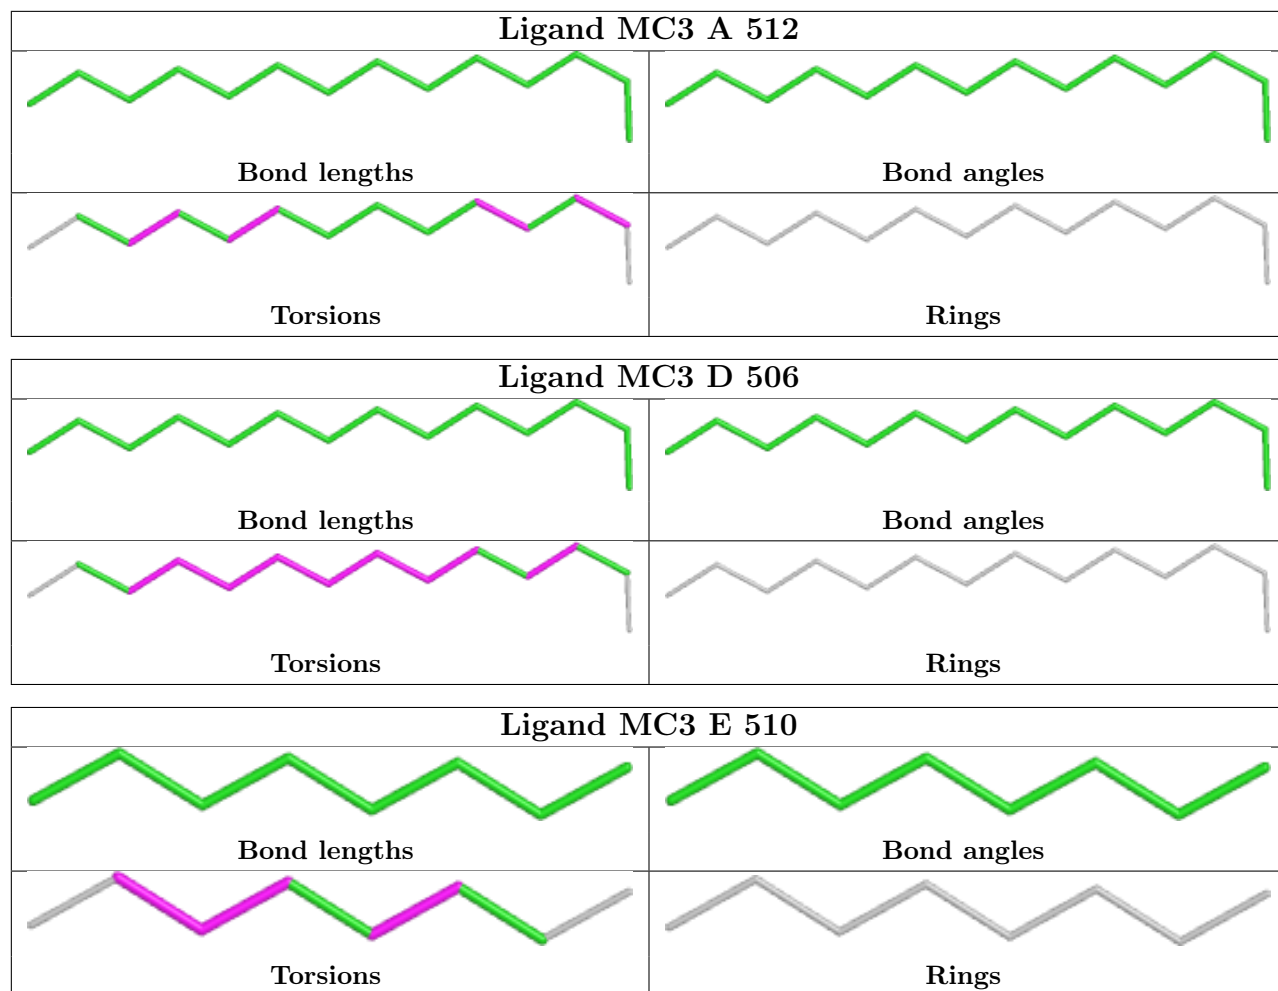 Ligand MC3 A 512
Bond lengths Bond angles
Torsions Rings
Ligand MC3 D 506
Bond lengths Bond angles
Torsions Rings
Ligand MC3 E 510
Bond lengths Bond angles
Torsions Rings